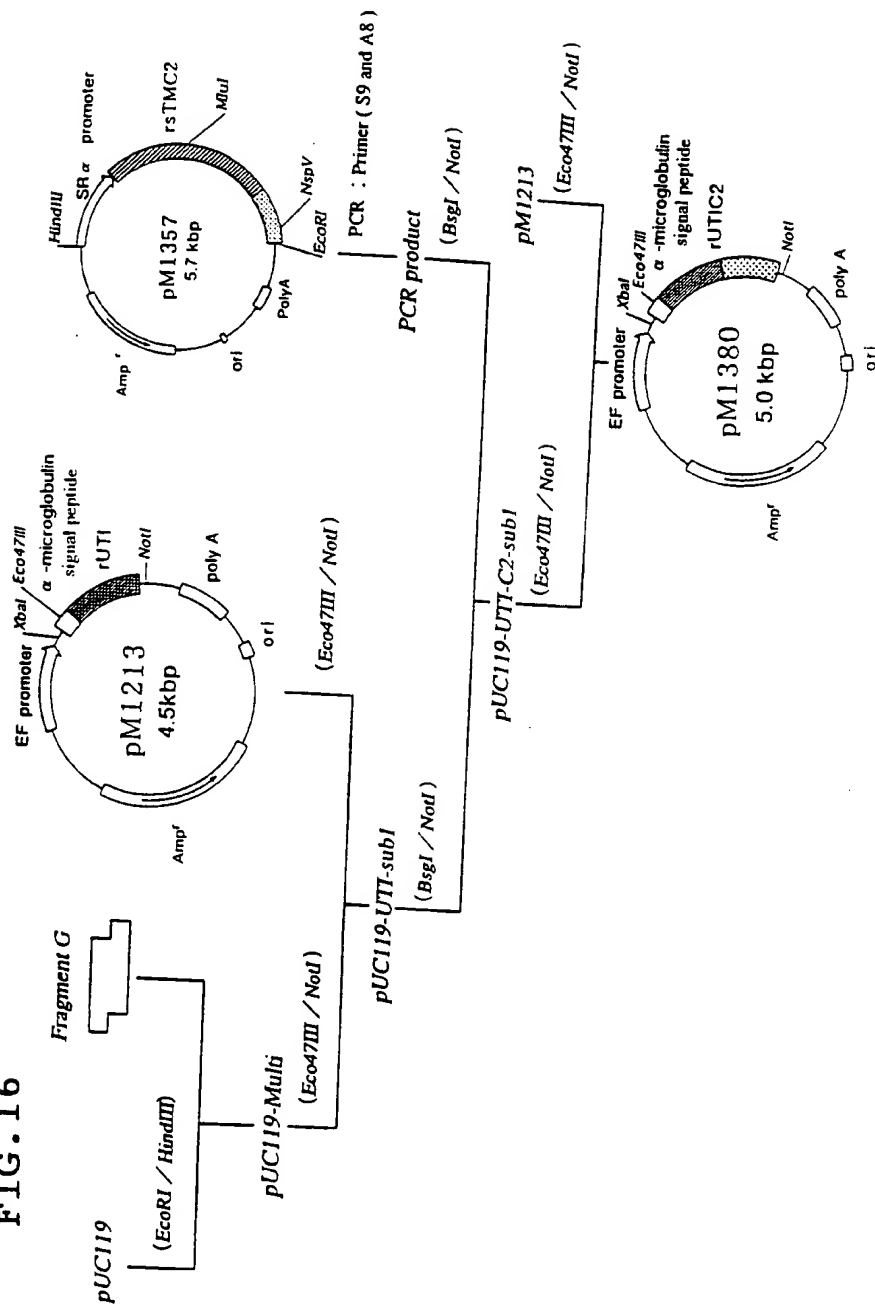 FIG.16
pUC119
(EcoRI / HindIII)
Fragment G
pUC119-Multi
(Eco47III / NotI)
EF promoter
XbaI
Eco47III
α -microglobulin
signal peptide
rUTI
NotI
poly A
ori
Ampʳ
pM1213
4.5kbp
(Eco47III / NotI)
pUC119-UTI-sub1
(BsgI / NotI)
HindIII
SR α promoter
rsTMC2
MluI
NspV
EcoRI
PolyA
ori
Amp ʳ
pM1357
5.7 kbp
PCR : Primer ( S9 and A8 )
PCR product
(BsgI / NotI)
pUC119-UTI-C2-sub1
(Eco47III / NotI)
pM1213
(Eco47III / NotI)
EF promoter
XbaI
Eco47III
α -microglobulin
signal peptide
rUTIC2
NotI
poly A
ori
Ampʳ
pM1380
5.0 kbp